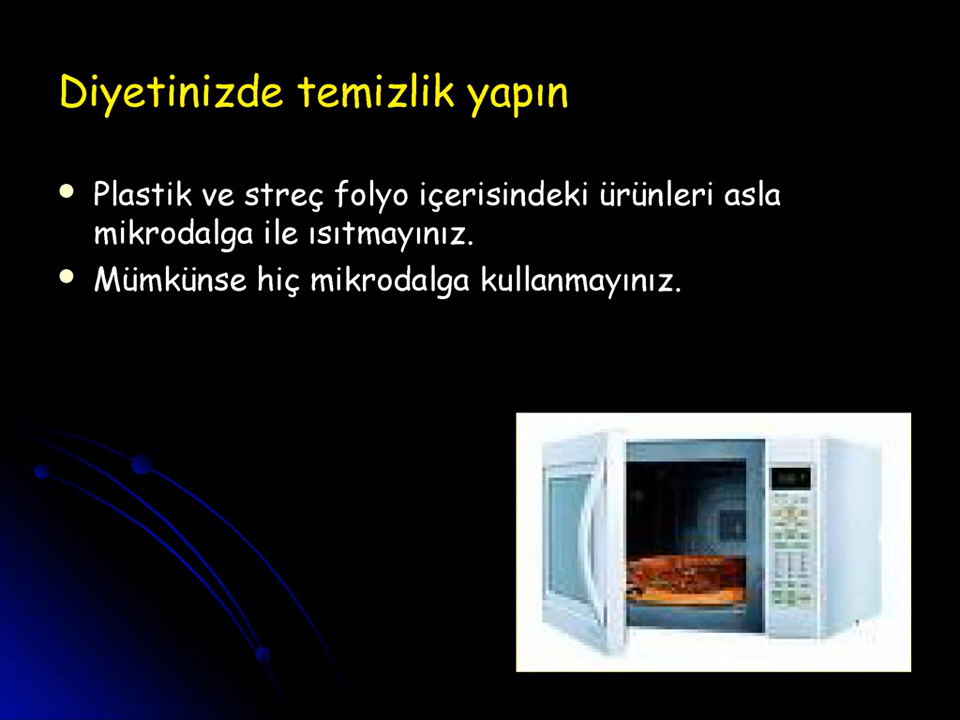 Diyetinizde temizlik yapın
Plastik ve streç folyo içerisindeki ürünleri asla
mikrodalga ile ısıtmayınız.
Mümkünse hiç mikrodalga kullanmayınız.